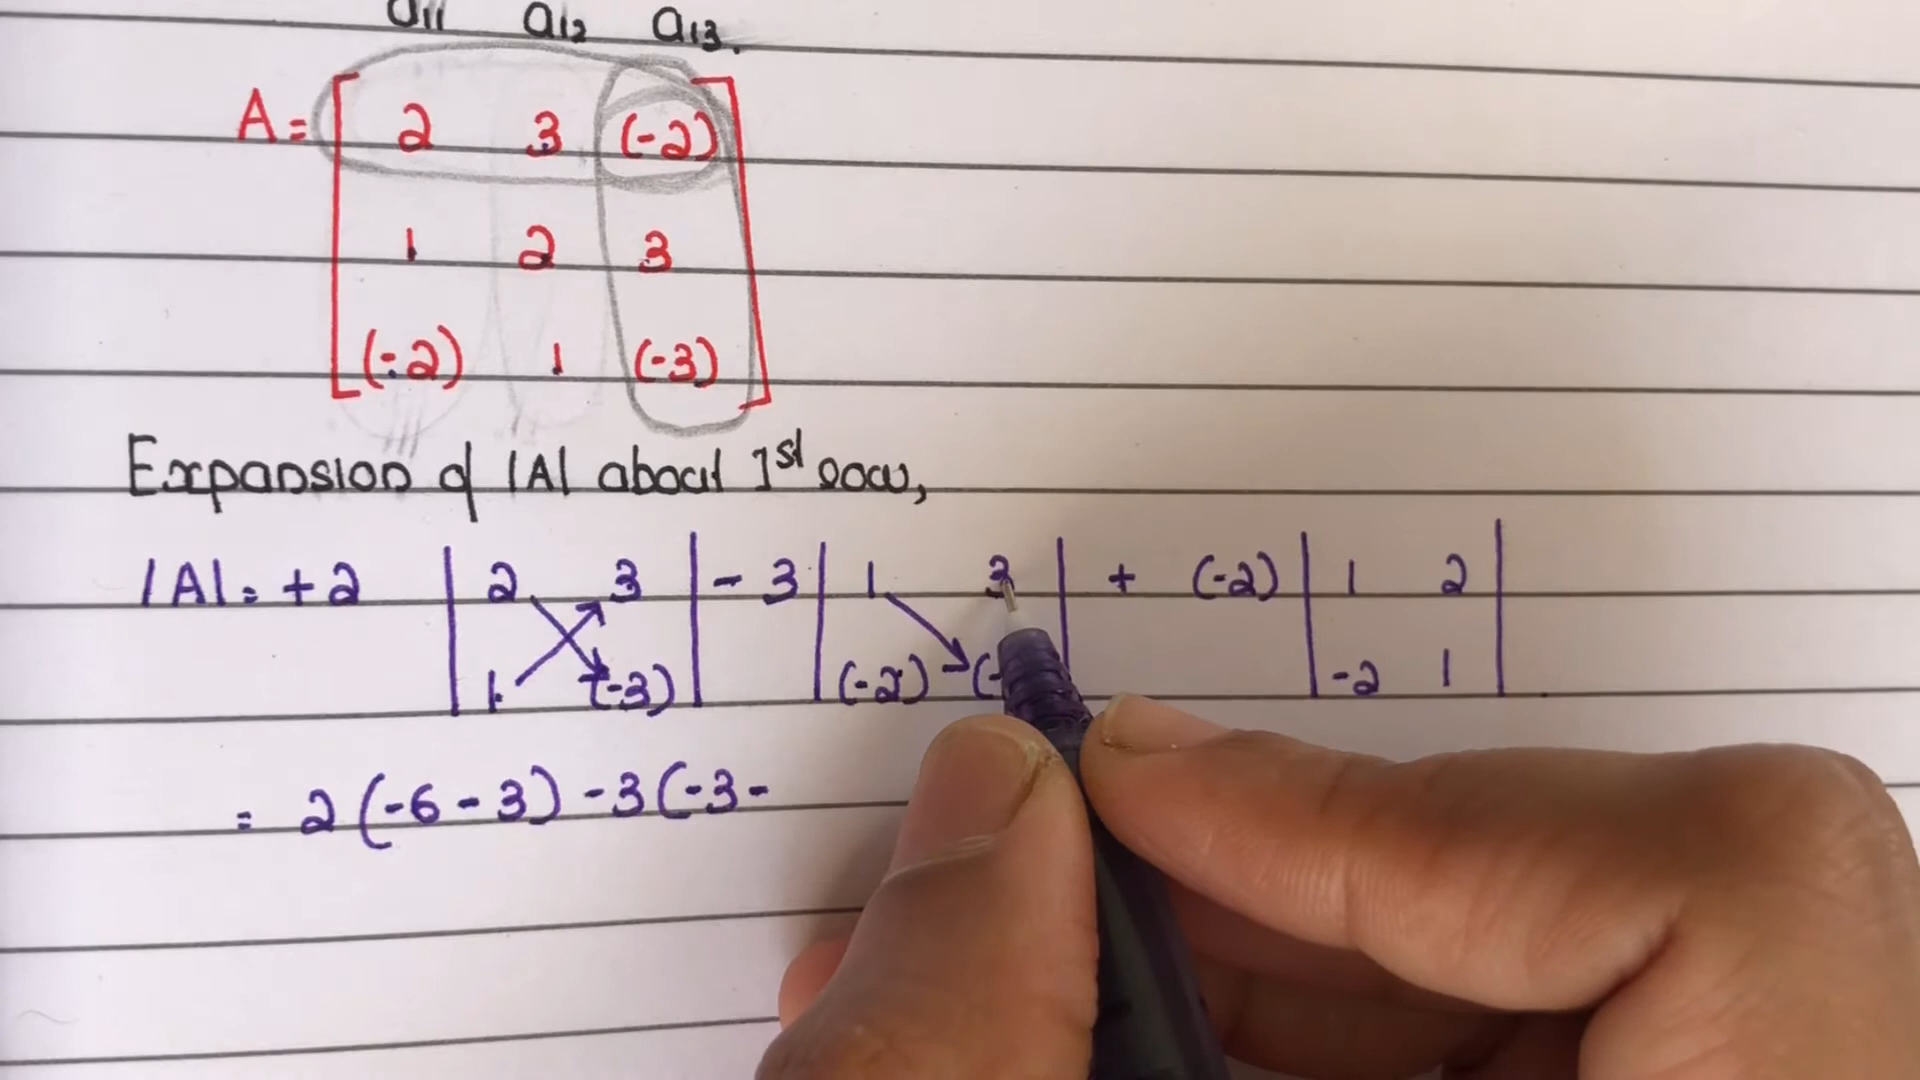 a11 a12 a13.
A = [ 2 3 (-2)
1 2 3
(-2) 1 (-3) ]
Expansion of |A| about 1st row,
|A| = + 2 | 2 3 | - 3 | 1 3 | + (-2) | 1 2 |
| 1 (-3) | | (-2) (- | | -2 1 |
= 2 (-6 - 3) - 3 (-3 -